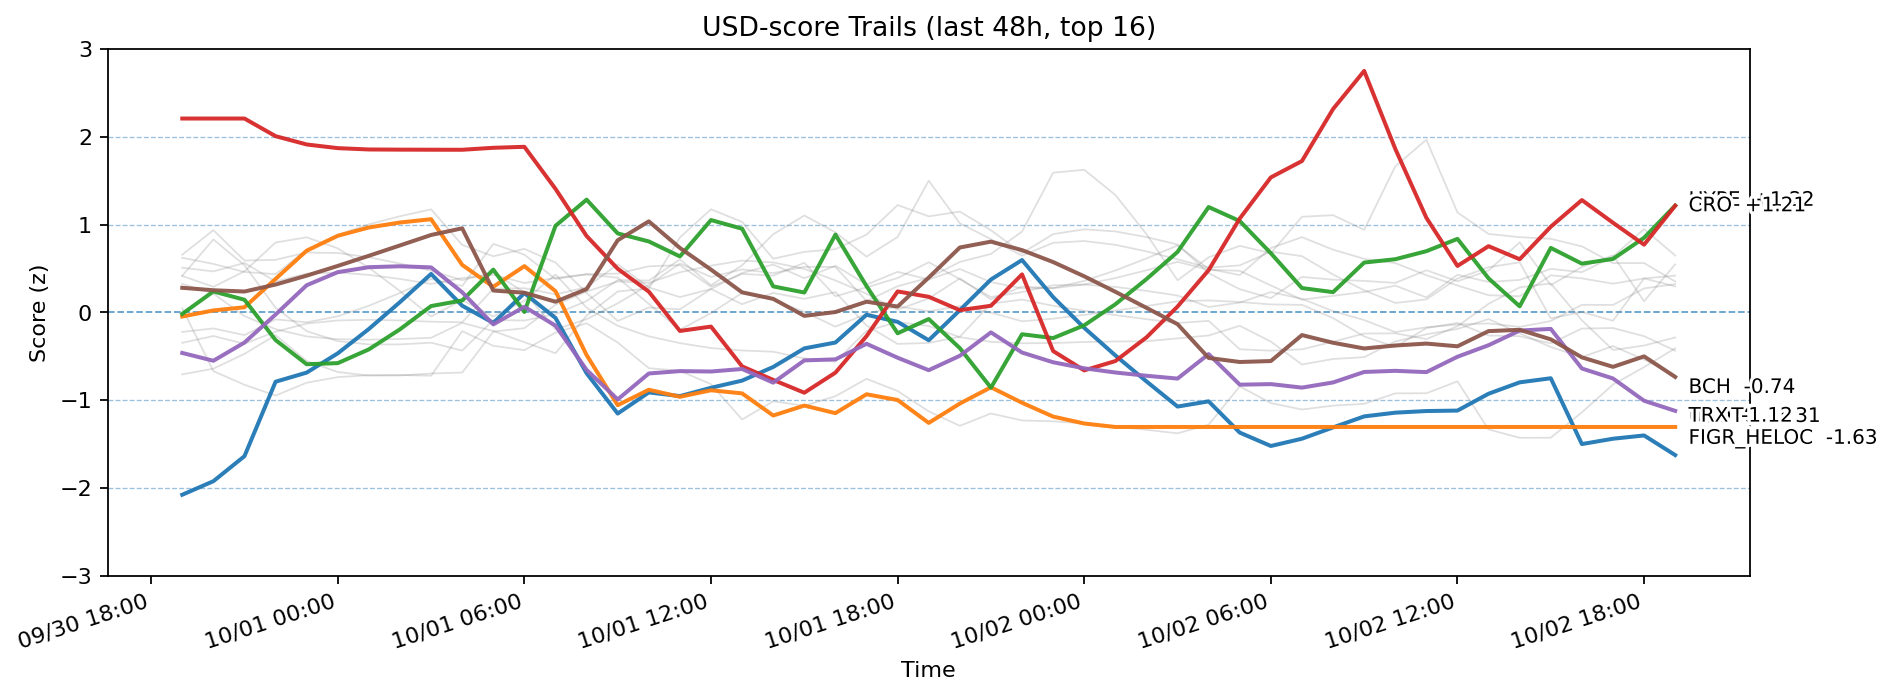 USD-score Trails (last 48h, top 16)
Score (z)
3
2
1
0
−1
−2
−3
CRO +1.21
BCH -0.74
TRX -1.12
FIGR_HELOC -1.63
09/30 18:00
10/01 00:00
10/01 06:00
10/01 12:00
10/01 18:00
10/02 00:00
10/02 06:00
10/02 12:00
10/02 18:00
Time